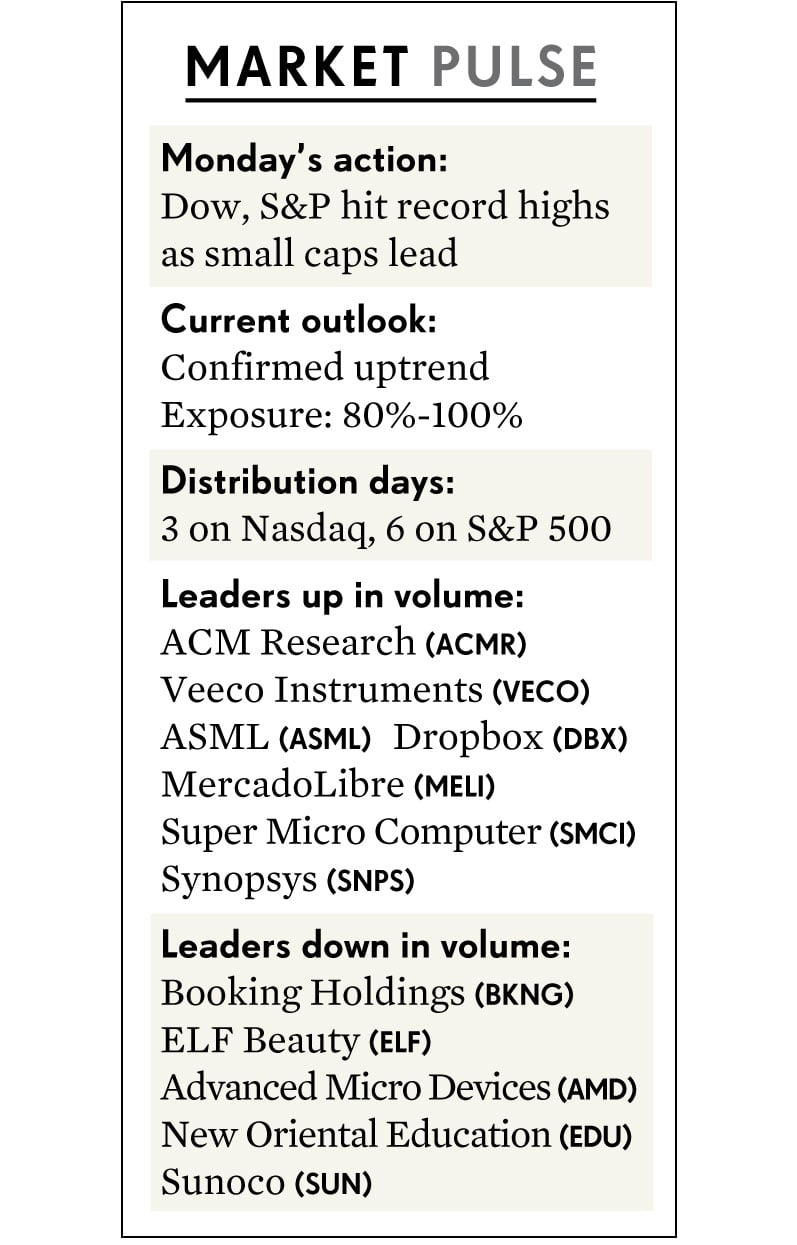 MARKET PULSE
Monday's action:
Dow, S&P hit record highs
as small caps lead
Current outlook:
Confirmed uptrend
Exposure: 80%-100%
Distribution days:
3 on Nasdaq, 6 on S&P 500
Leaders up in volume:
ACM Research (ACMR)
Veeco Instruments (VECO)
ASML (ASML) Dropbox (DBX)
MercadoLibre (MELI)
Super Micro Computer (SMCI)
Synopsys (SNPS)
Leaders down in volume:
Booking Holdings (BKNG)
ELF Beauty (ELF)
Advanced Micro Devices (AMD)
New Oriental Education (EDU)
Sunoco (SUN)